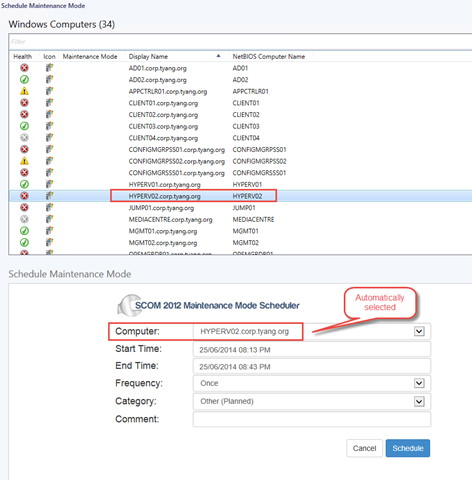 Schedule Maintenance Mode
Windows Computers (34)
Filter
Health Icon Maintenance Mode Display Name NetBIOS Computer Name
AD01.corp.tyang.org AD01
AD02.corp.tyang.org AD02
APPCTRLR01.corp.tyang.org APPCTRLR01
CLIENT01.corp.tyang.org CLIENT01
CLIENT02.corp.tyang.org CLIENT02
CLIENT03.corp.tyang.org CLIENT03
CLIENT04.corp.tyang.org CLIENT04
CONFIGMGRPSS01.corp.tyang.org CONFIGMGRPSS01
CONFIGMGRPSS02.corp.tyang.org CONFIGMGRPSS02
CONFIGMGRSS01.corp.tyang.org CONFIGMGRSS01
HYPERV01.corp.tyang.org HYPERV01
HYPERV02.corp.tyang.org HYPERV02
JUMP01.corp.tyang.org JUMP01
MEDIACENTRE.corp.tyang.org MEDIACENTRE
MGMT01.corp.tyang.org MGMT01
MGMT02.corp.tyang.org MGMT02
Schedule Maintenance Mode
SCOM 2012 Maintenance Mode Scheduler
Automatically
selected
Computer: HYPERV02.corp.tyang.org
Start Time: 25/06/2014 08:13 PM
End Time: 25/06/2014 08:43 PM
Frequency: Once
Category: Other (Planned)
Comment:
Cancel Schedule